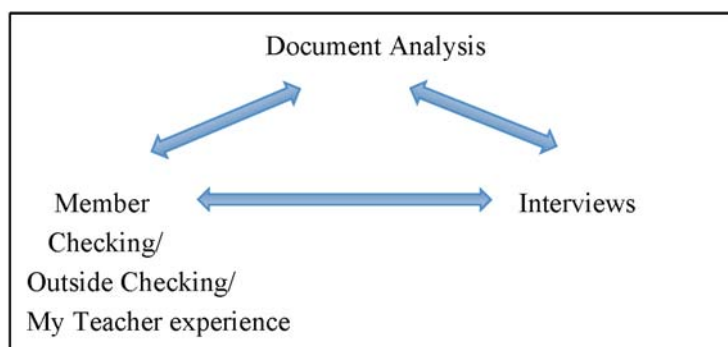 Document Analysis
Member
Interviews
Checking/
Outside Checking/
My Teacher experience